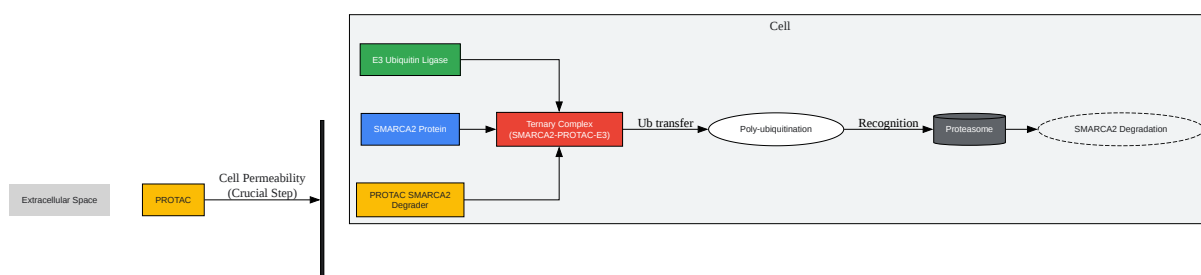 Cell
E3 Ubiquitin Ligase
SMARCA2 Protein
Ternary Complex
(SMARCA2-PROTAC-E3)
Ub transfer
Poly-ubiquitination
Recognition
Proteasome
SMARCA2 Degradation
Extracellular Space
PROTAC
Cell Permeability
(Crucial Step)
PROTAC SMARCA2
Degrader